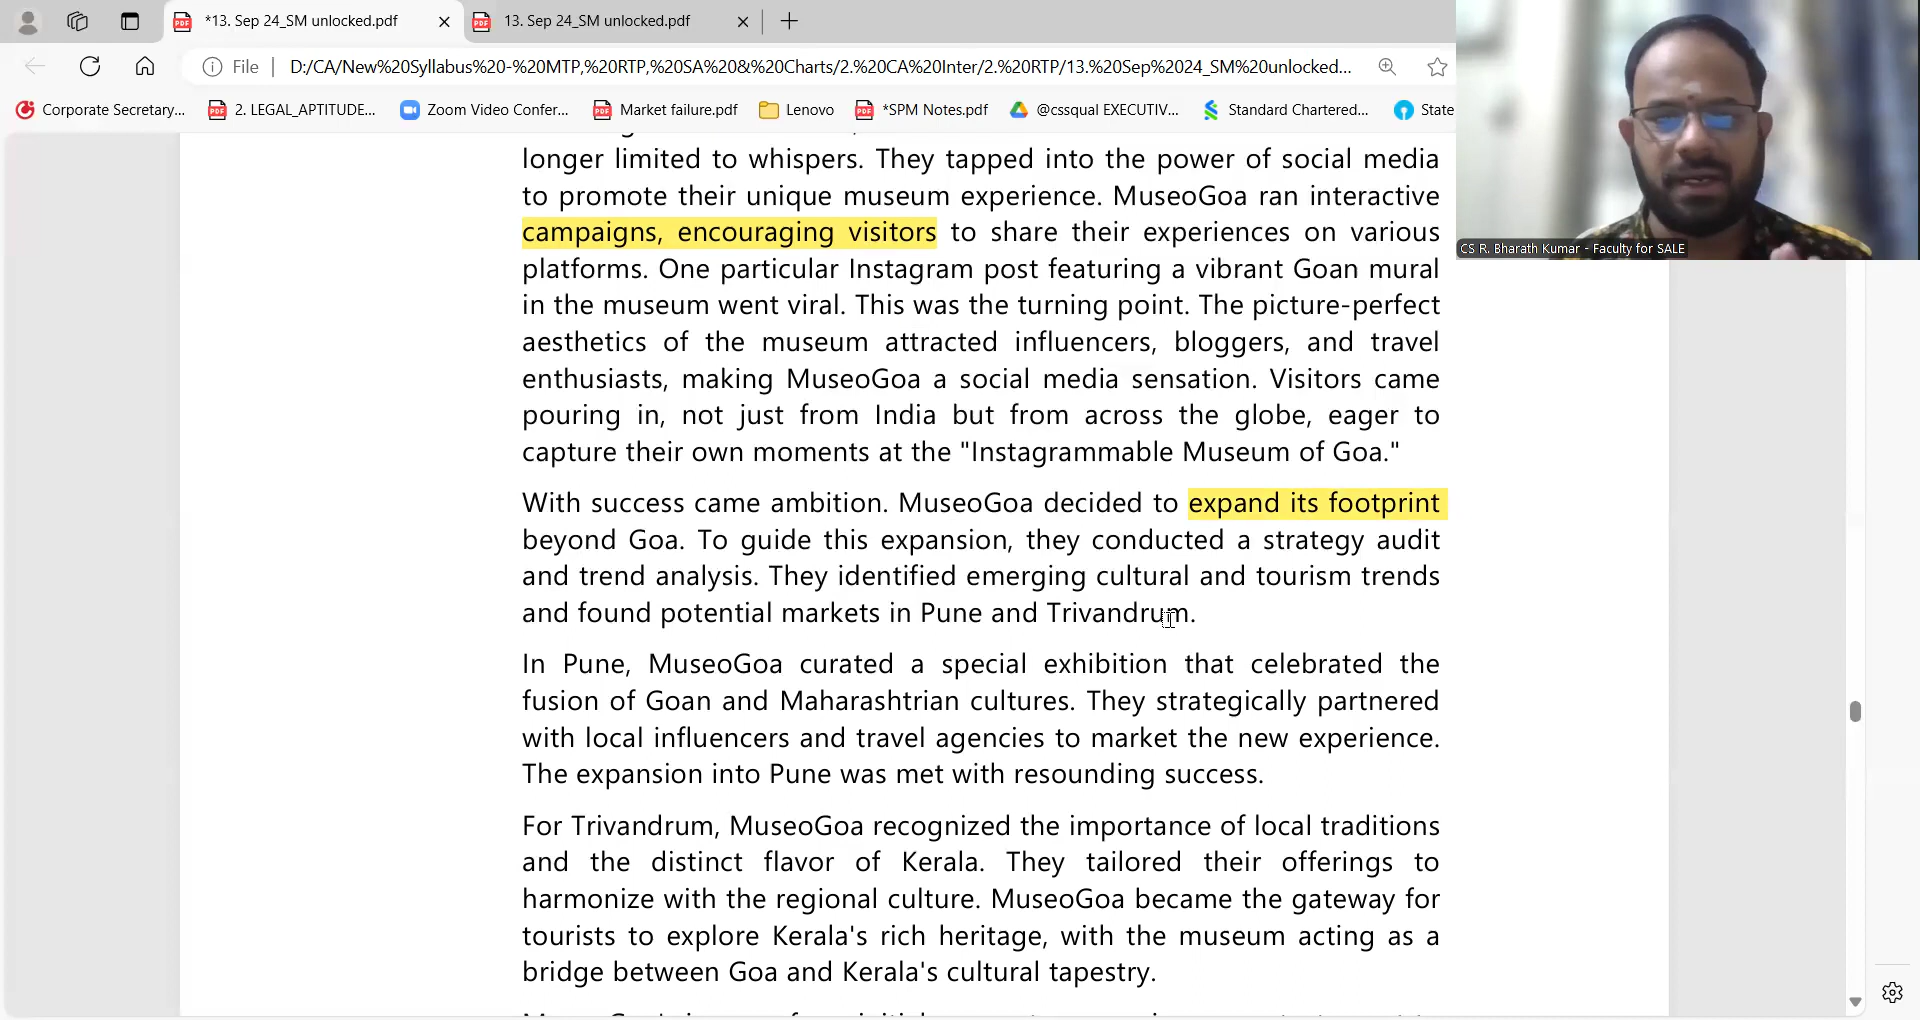 *13. Sep 24_SM unlocked.pdf
13. Sep 24_SM unlocked.pdf
File
D:/CA/New%20Syllabus%20-%20MTP,%20RTP,%20SA%20&%20Charts/2.%20CA%20Inter/2.%20RTP/13.%20Sep%2024_SM%20unlocked...
Corporate Secretary...
2. LEGAL_APTITUDE...
Zoom Video Confer...
Market failure.pdf
Lenovo
*SPM Notes.pdf
@cssqual EXECUTIV...
Standard Chartered...
State
CS R. Bharath Kumar - Faculty for SALE
longer limited to whispers. They tapped into the power of social media
to promote their unique museum experience. MuseoGoa ran interactive
campaigns, encouraging visitors to share their experiences on various
platforms. One particular Instagram post featuring a vibrant Goan mural
in the museum went viral. This was the turning point. The picture-perfect
aesthetics of the museum attracted influencers, bloggers, and travel
enthusiasts, making MuseoGoa a social media sensation. Visitors came
pouring in, not just from India but from across the globe, eager to
capture their own moments at the "Instagrammable Museum of Goa."
With success came ambition. MuseoGoa decided to expand its footprint
beyond Goa. To guide this expansion, they conducted a strategy audit
and trend analysis. They identified emerging cultural and tourism trends
and found potential markets in Pune and Trivandrum.
In Pune, MuseoGoa curated a special exhibition that celebrated the
fusion of Goan and Maharashtrian cultures. They strategically partnered
with local influencers and travel agencies to market the new experience.
The expansion into Pune was met with resounding success.
For Trivandrum, MuseoGoa recognized the importance of local traditions
and the distinct flavor of Kerala. They tailored their offerings to
harmonize with the regional culture. MuseoGoa became the gateway for
tourists to explore Kerala's rich heritage, with the museum acting as a
bridge between Goa and Kerala's cultural tapestry.